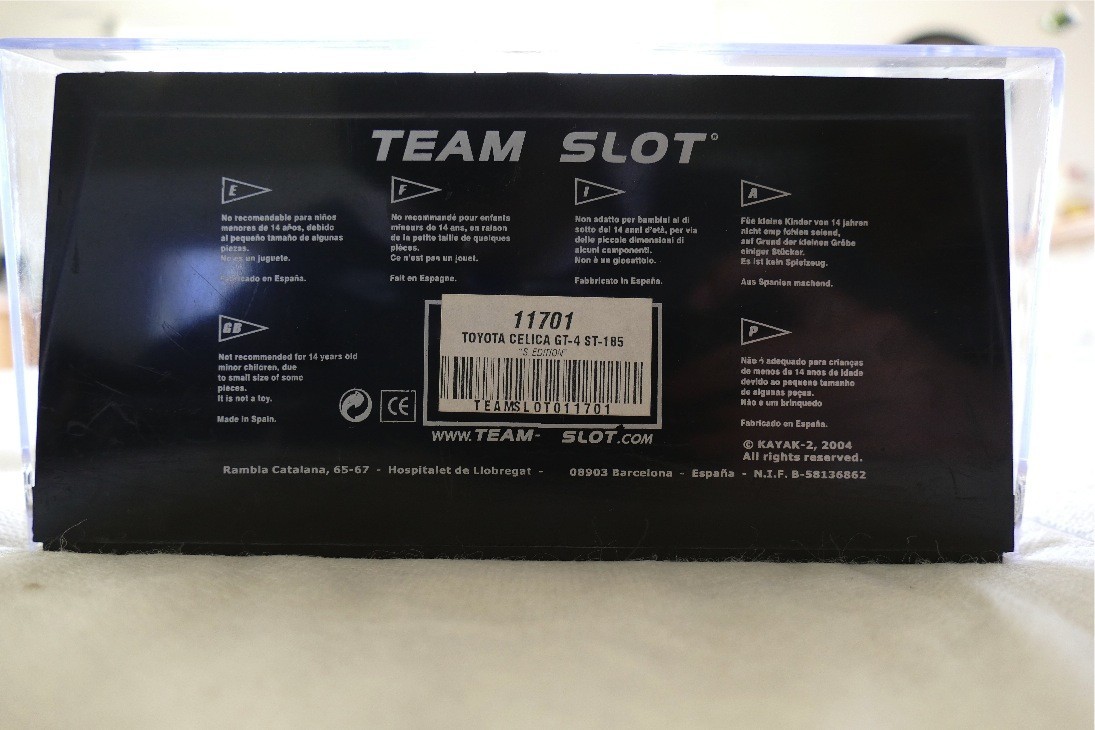 TEAM SLOT°
E
No recomendable para niños
menores de 14 años, debido
al pequeño tamaño de algunas
piezas.
No es un juguete.
Fabricado en España.
F
No recommandé pour enfants
mineurs de 14 ans, en raison
de la petite taille de quelques
pièces.
Ce n'est pas un jouet.
Fait en Espagne.
I
Non adatto per bambini al di
sotto dei 14 anni d'età, per via
delle piccole dimensioni di
alcuni componenti.
Non è un giocattolo.
Fabbricato in España.
A
Für kleine Kinder von 14 jahren
nicht emp fohlen seiend,
auf Grund der kleinen Gröbe
einiger Stücker.
Es ist kein Spielzeug.
Aus Spanien machend.
GB
Not recommended for 14 years old
minor children, due
to small size of some
pieces.
It is not a toy.
Made in Spain.
CE
11701
TOYOTA CELICA GT-4 ST-185
"S. EDITION"
TEAMSLOT011701
WWW.TEAM- SLOT.COM
P
Não é adequado para crianças
de menos da 14 anos de idade
devido ao pequeno tamanho
de algunas peças.
Não e um brinquedo
Fabricado en España.
© KAYAK-2, 2004
All rights reserved.
Rambla Catalana, 65-67 - Hospitalet de Llobregat - 08903 Barcelona - España - N.I.F. B-58136862